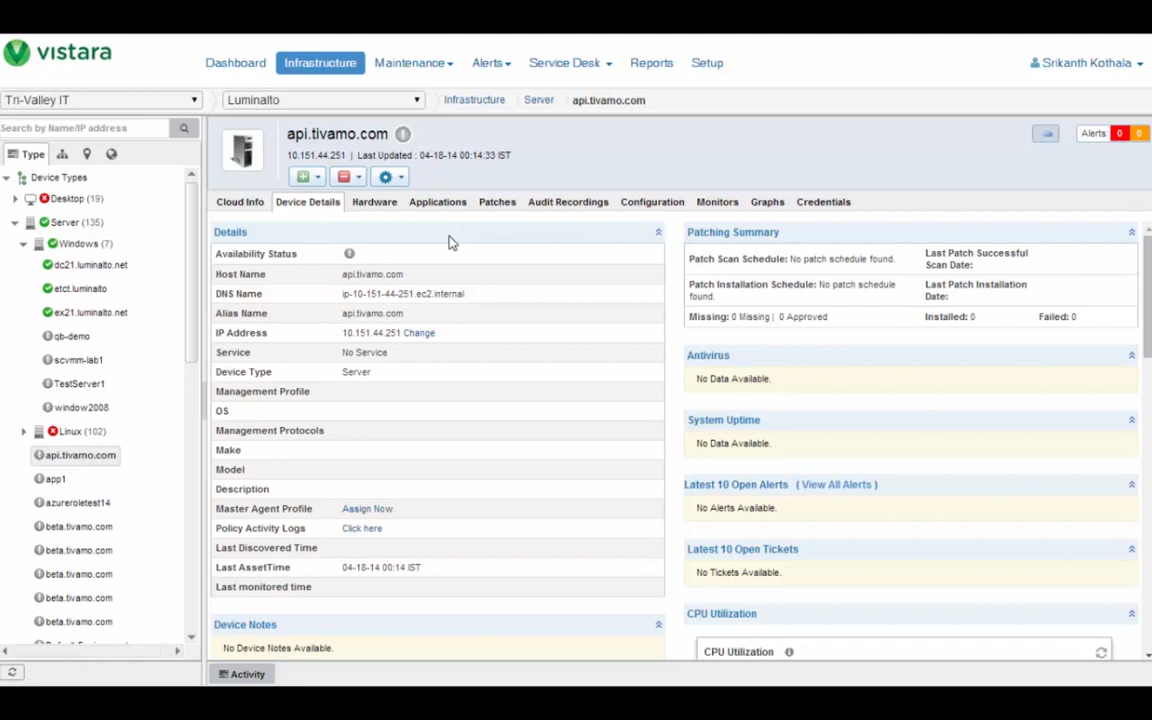 vistara
Dashboard Infrastructure Maintenance Alerts Service Desk Reports Setup Srikanth Kothala
Tri-Valley IT Luminalto Infrastructure Server api.tivamo.com
Search by Name/IP address
api.tivamo.com
Alerts: 0 0
Type
10.151.44.251 | Last Updated : 04-18-14 00:14:33 IST
Device Types
Desktop (19)
Server (135)
Windows (7)
dc21.luminalto.net
etct.luminalto
ex21.luminalto.net
qb-demo
scvmm-lab1
TestServer1
window2008
Linux (102)
api.tivamo.com
app1
azureroletest14
beta.tivamo.com
beta.tivamo.com
beta.tivamo.com
beta.tivamo.com
beta.tivamo.com
Cloud Info Device Details Hardware Applications Patches Audit Recordings Configuration Monitors Graphs Credentials
Details
Availability Status
Host Name api.tivamo.com
DNS Name ip-10-151-44-251.ec2.internal
Alias Name api.tivamo.com
IP Address 10.151.44.251 Change
Service No Service
Device Type Server
Management Profile
OS
Management Protocols
Make
Model
Description
Master Agent Profile Assign Now
Policy Activity Logs Click here
Last Discovered Time
Last AssetTime 04-18-14 00:14 IST
Last monitored time
Device Notes
No Device Notes Available.
Patching Summary
Patch Scan Schedule: No patch schedule found.
Last Patch Successful
Scan Date:
Patch Installation Schedule: No patch schedule
found.
Last Patch Installation
Date:
Missing: 0 Missing | 0 Approved Installed: 0 Failed: 0
Antivirus
No Data Available.
System Uptime
No Data Available.
Latest 10 Open Alerts ( View All Alerts )
No Alerts Available.
Latest 10 Open Tickets
No Tickets Available.
CPU Utilization
CPU Utilization
Activity